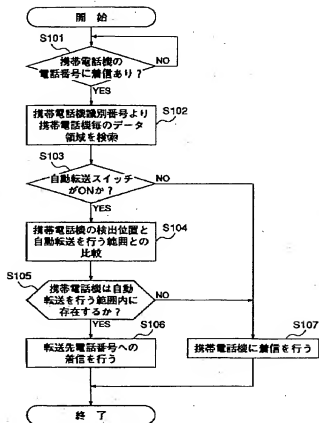 開 始
S101
携帯電話機の
電話番号に着信あり？
NO
YES
携帯電話機識別番号より
携帯電話機毎のデータ
領域を検索
S102
S103
自動転送スイッチ
がONか？
NO
YES
携帯電話機の検出位置と
自動転送を行う範囲との
比較
S104
S105
携帯電話機は自動
転送を行う範囲内に
存在するか？
NO
YES
S106
転送先電話番号への
着信を行う
S107
携帯電話機に着信を行う
終 了